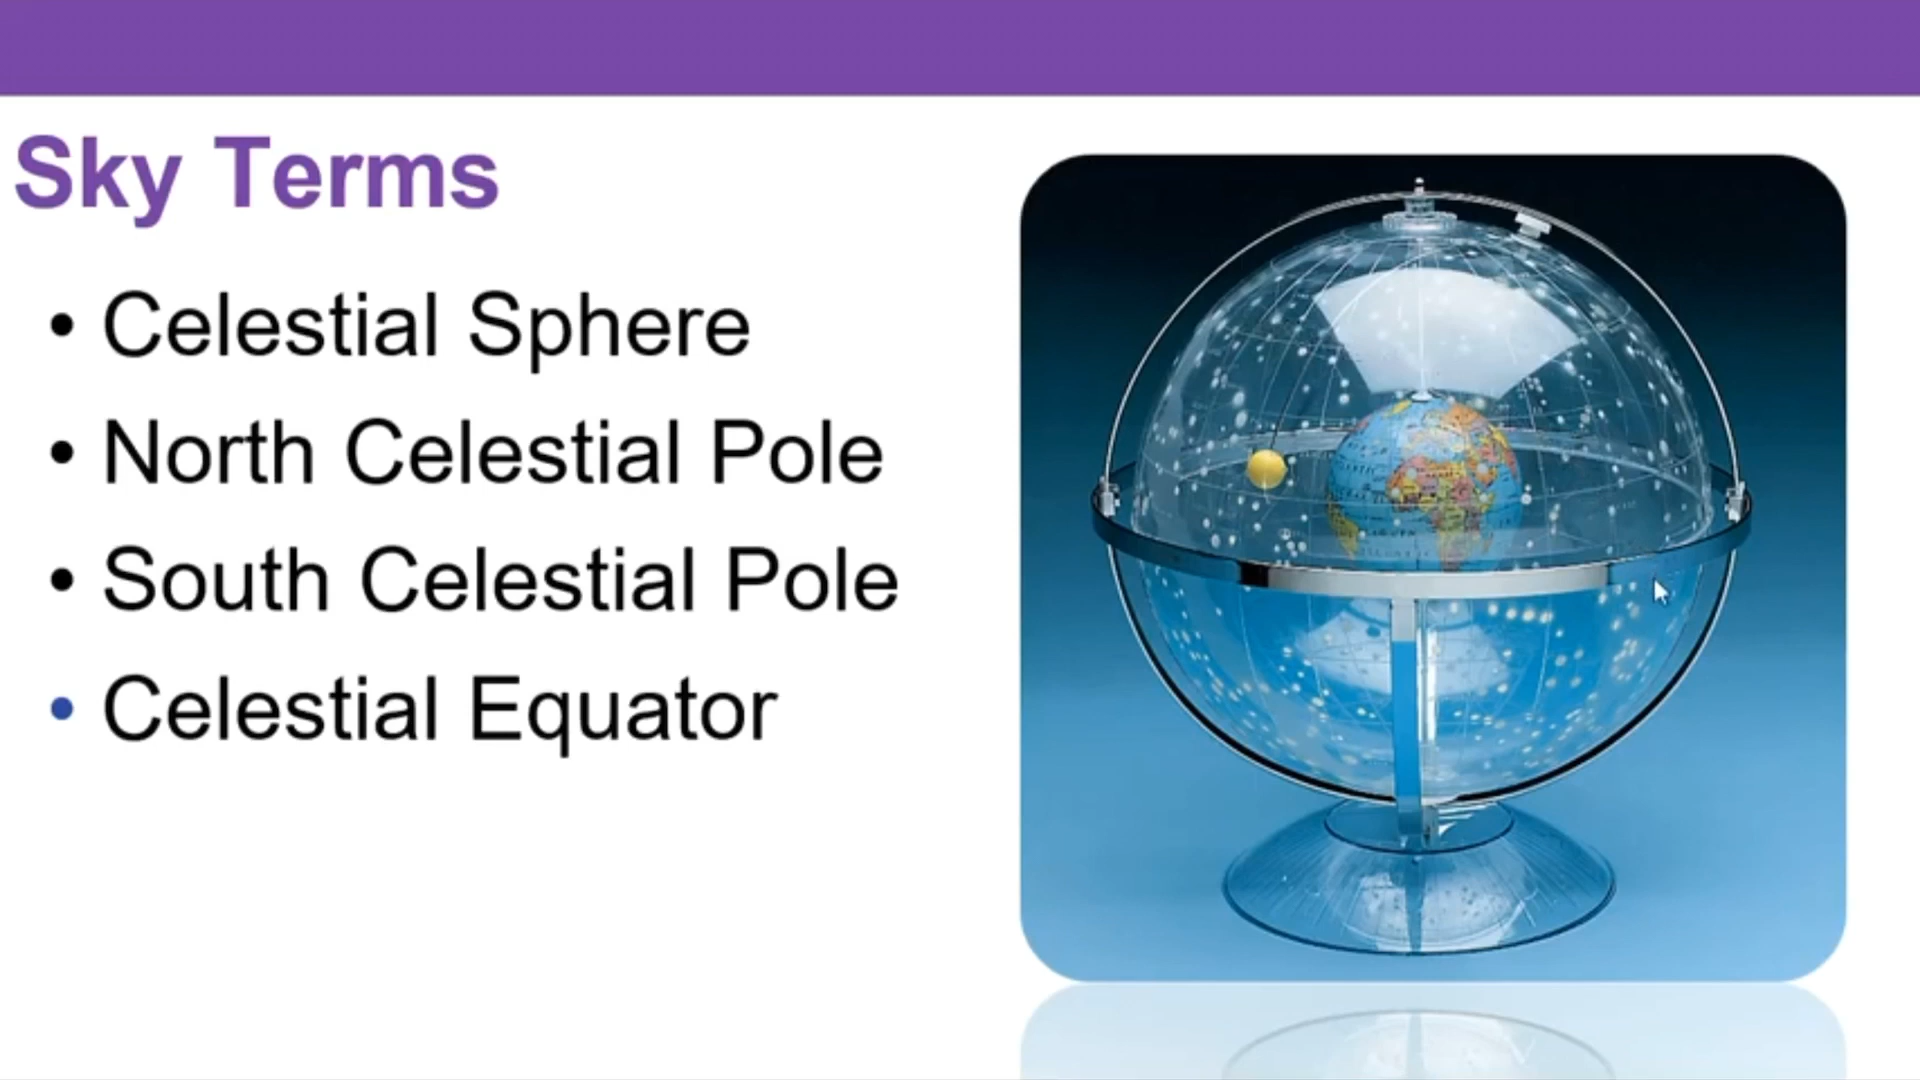 Sky Terms
• Celestial Sphere
• North Celestial Pole
• South Celestial Pole
• Celestial Equator